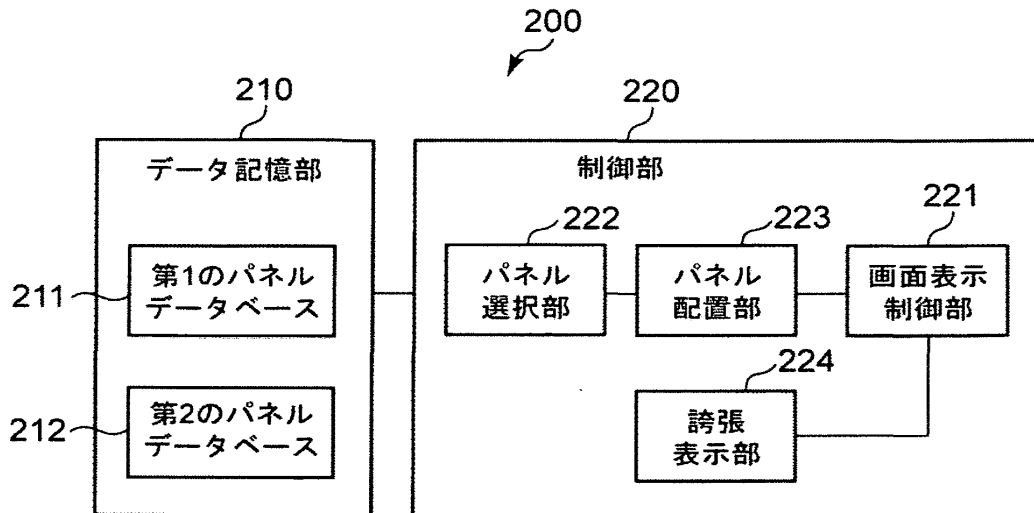 200
210
220
データ記憶部
制御部
222
223
221
第1のパネル
データベース
211
パネル
選択部
パネル
配置部
画面表示
制御部
224
第2のパネル
データベース
212
誇張
表示部